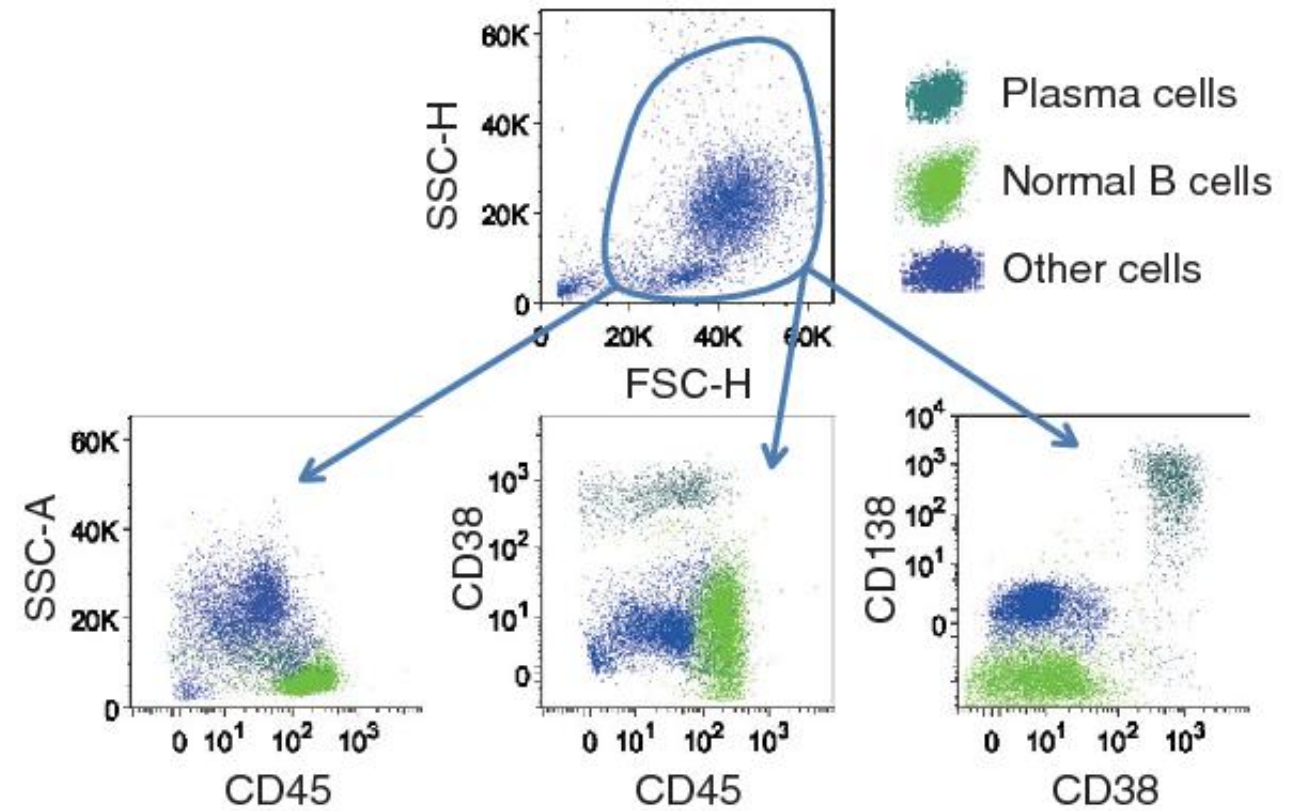 60K
40K
20K
0
SSC-H
0 20K 40K 60K
FSC-H
Plasma cells
Normal B cells
Other cells
60K
40K
20K
0
SSC-A
0 10¹ 10² 10³
CD45
10³
10²
10¹
0
CD38
0 10¹ 10² 10³
CD45
10⁴
10³
10²
10¹
0
CD138
0 10¹ 10² 10³
CD38